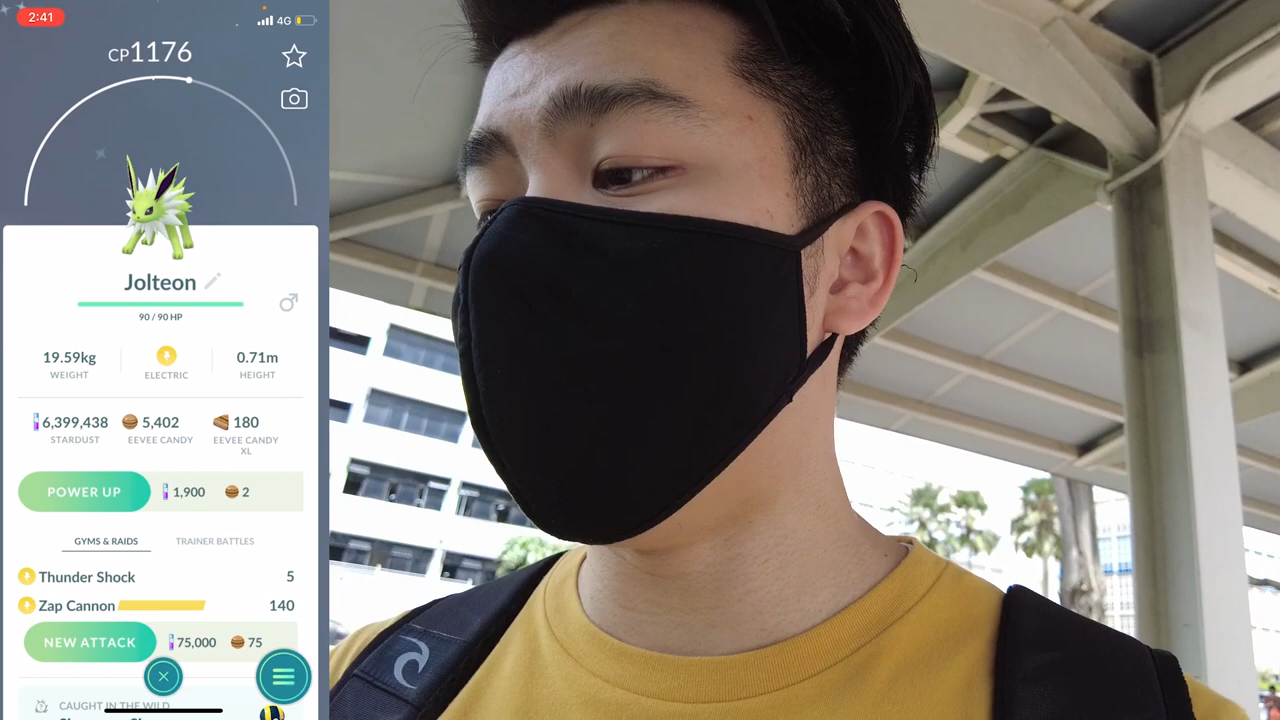 2:41
4G
CP1176
Jolteon
90 / 90 HP
19.59kg
WEIGHT
ELECTRIC
0.71m
HEIGHT
6,399,438
STARDUST
5,402
EEVEE CANDY
180
EEVEE CANDY
XL
POWER UP
1,900
2
GYMS & RAIDS
TRAINER BATTLES
Thunder Shock
5
Zap Cannon
140
NEW ATTACK
75,000
75
CAUGHT IN THE WILD